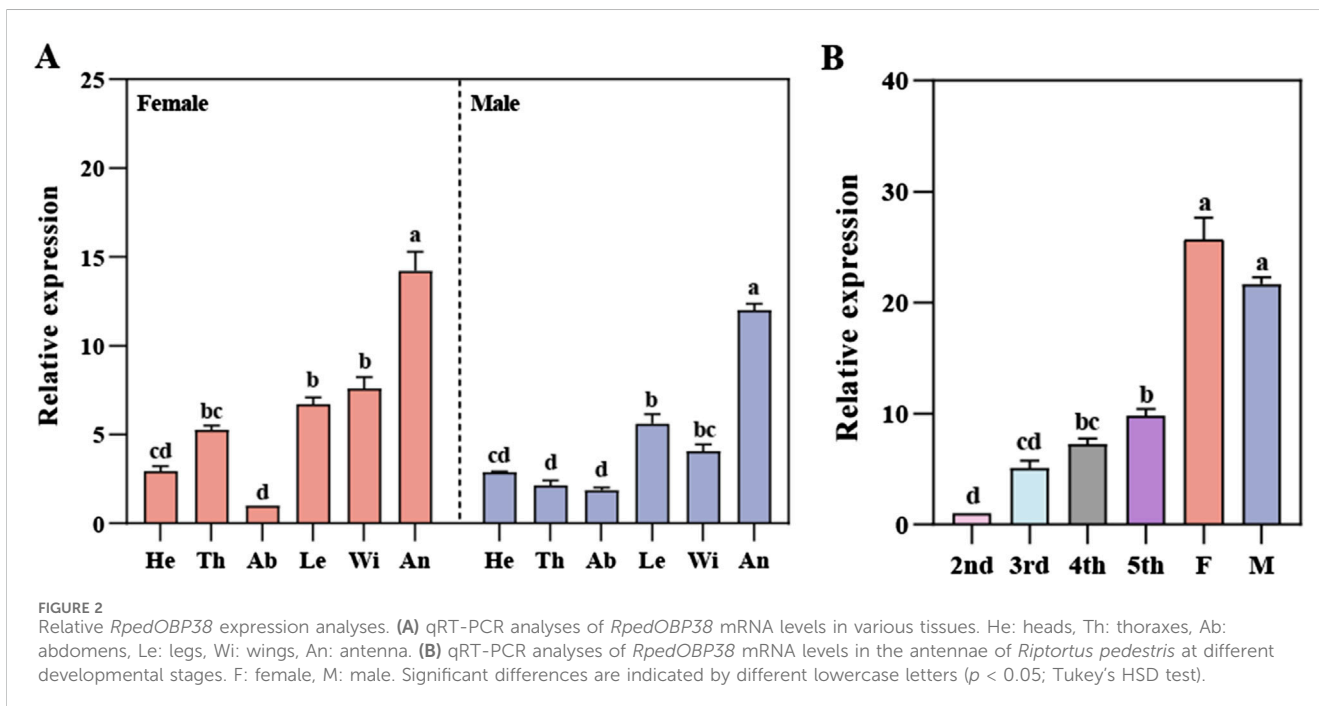 A
B
25
20
15
10
5
0
Relative expression
Female
Male
cd
bc
d
b
b
a
cd
d
d
b
bc
a
He Th Ab Le Wi An He Th Ab Le Wi An
40
30
20
10
0
Relative expression
d
cd
bc
b
a
a
2nd 3rd 4th 5th F M
FIGURE 2
Relative RpedOBP38 expression analyses. (A) qRT-PCR analyses of RpedOBP38 mRNA levels in various tissues. He: heads, Th: thoraxes, Ab:
abdomens, Le: legs, Wi: wings, An: antenna. (B) qRT-PCR analyses of RpedOBP38 mRNA levels in the antennae of Riptortus pedestris at different
developmental stages. F: female, M: male. Significant differences are indicated by different lowercase letters (p < 0.05; Tukey's HSD test).